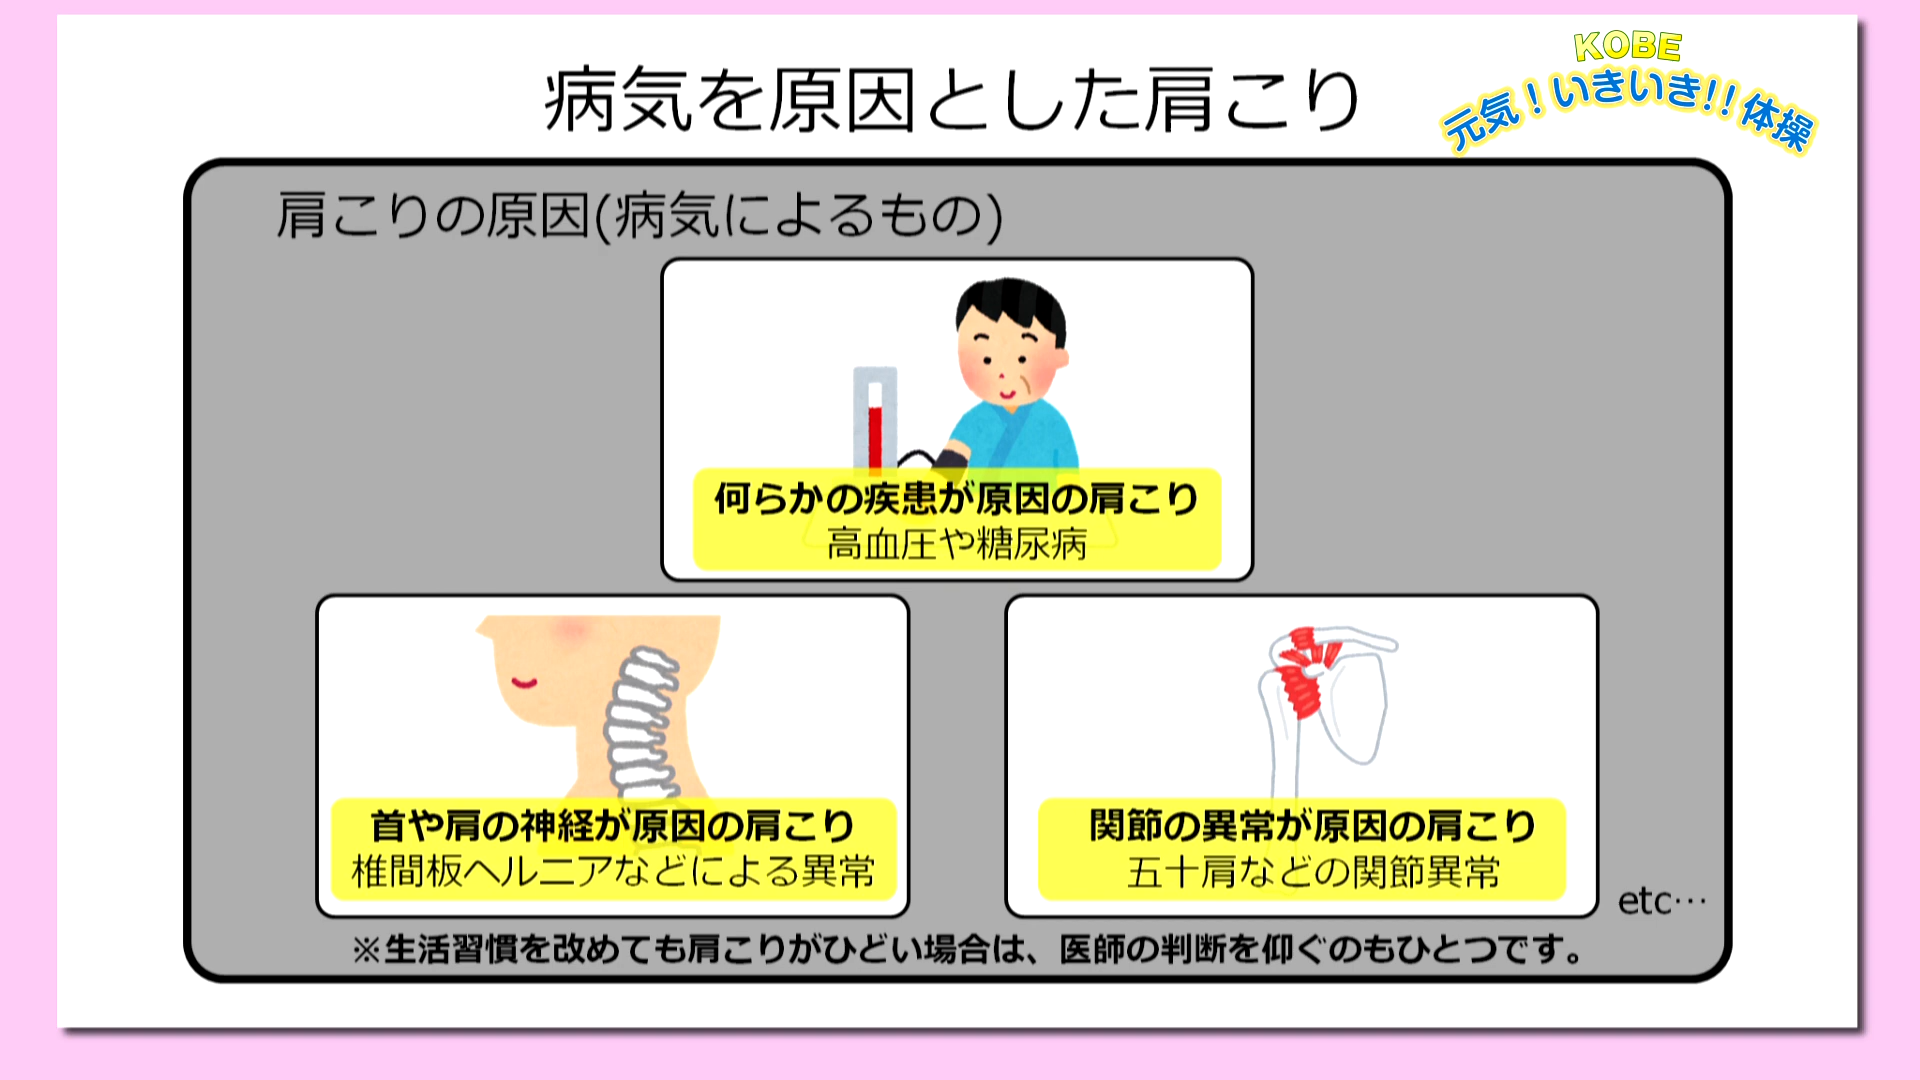 病気を原因とした肩こり
KOBE
元気!いきいき!!体操
肩こりの原因(病気によるもの)
何らかの疾患が原因の肩こり
高血圧や糖尿病
首や肩の神経が原因の肩こり
椎間板ヘルニアなどによる異常
関節の異常が原因の肩こり
五十肩などの関節異常
etc…
※生活習慣を改めても肩こりがひどい場合は、医師の判断を仰ぐのもひとつです。